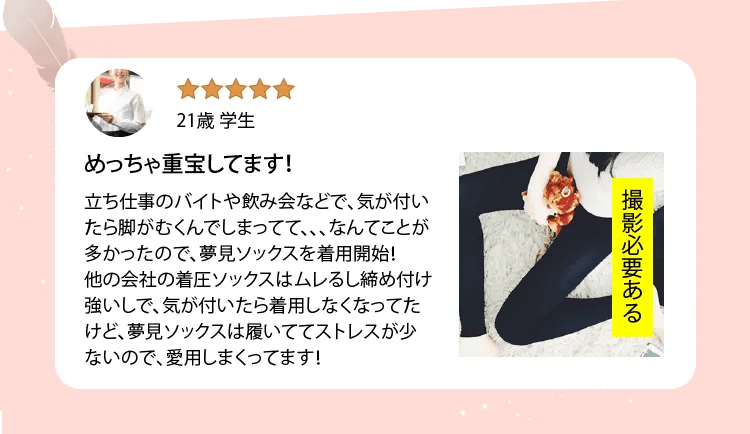 21歳 学生
めっちゃ重宝してます!
立ち仕事のバイトや飲み会などで、気が付い
たら脚がむくんでしまってて、、、なんてことが
多かったので、夢見ソックスを着用開始!
他の会社の着圧ソックスはムレるし締め付け
強いしで、気が付いたら着用しなくなってた
けど、夢見ソックスは履いててストレスが少
ないので、愛用しまくってます!
撮影必要ある